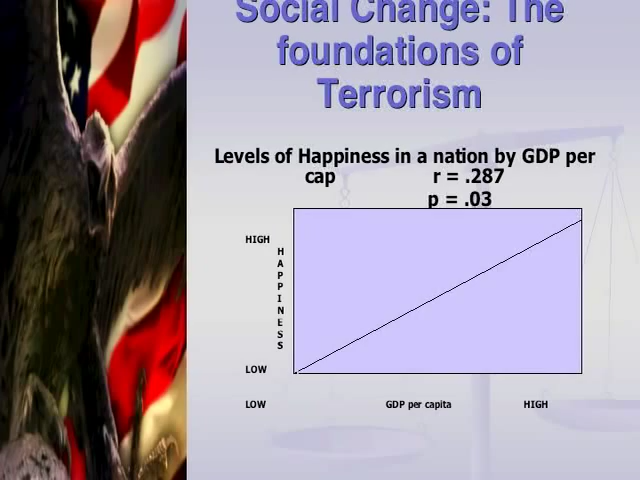 Social Change: The
foundations of
Terrorism
Levels of Happiness in a nation by GDP per
cap r = .287
p = .03
HIGH
HAPPINESS
LOW
LOW GDP per capita HIGH